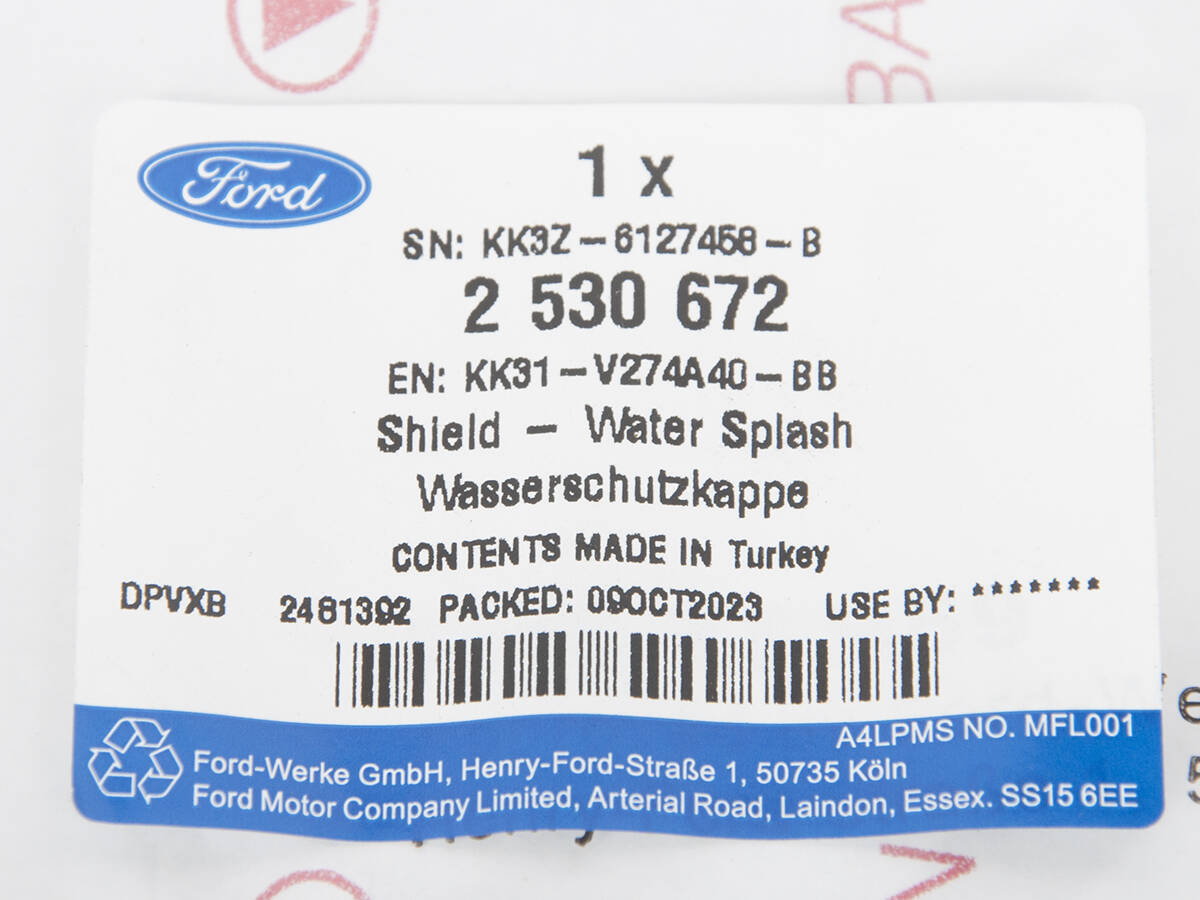 BA
Ford
1 x
SN: KK3Z-6127458-B
2 530 672
EN: KK31-V274A40-BB
Shield - Water Splash
Wasserschutzkappe
CONTENTS MADE IN Turkey
DPVXB 2481392 PACKED: 09OCT2023 USE BY: *******
A4LPMS NO. MFL001
Ford-Werke GmbH, Henry-Ford-Straße 1, 50735 Köln
Ford Motor Company Limited, Arterial Road, Laindon, Essex. SS15 6EE